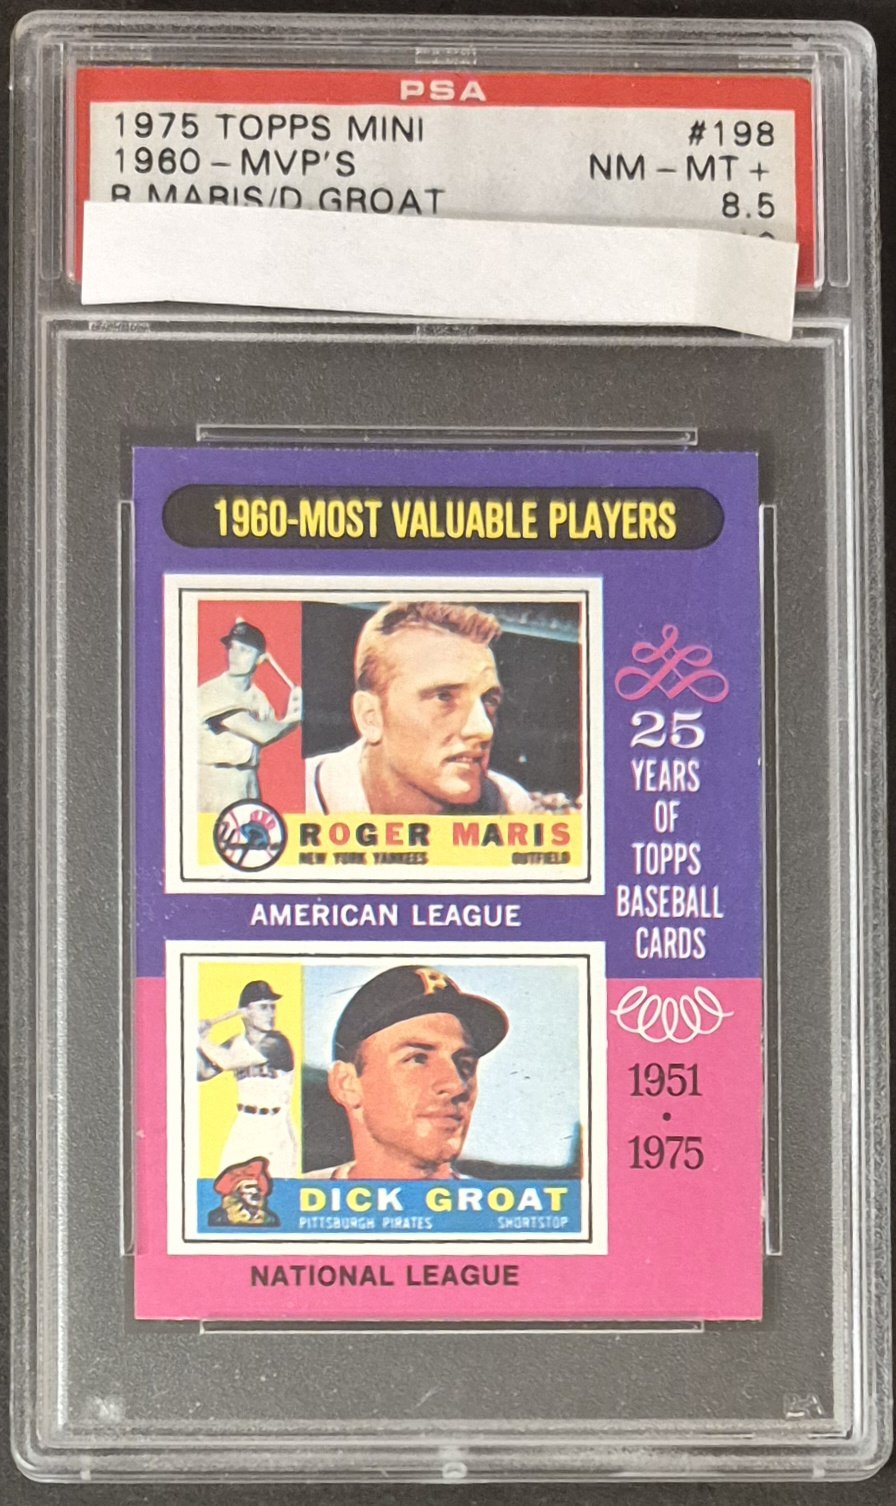 PSA
1975 TOPPS MINI #198
1960 - MVP'S NM - MT +
R MARIS/D GROAT 8.5
1960-MOST VALUABLE PLAYERS
ROGER MARIS
NEW YORK YANKEES OUTFIELD
AMERICAN LEAGUE
25
YEARS
OF
TOPPS
BASEBALL
CARDS
DICK GROAT
PITTSBURGH PIRATES SHORTSTOP
NATIONAL LEAGUE
1951
•
1975